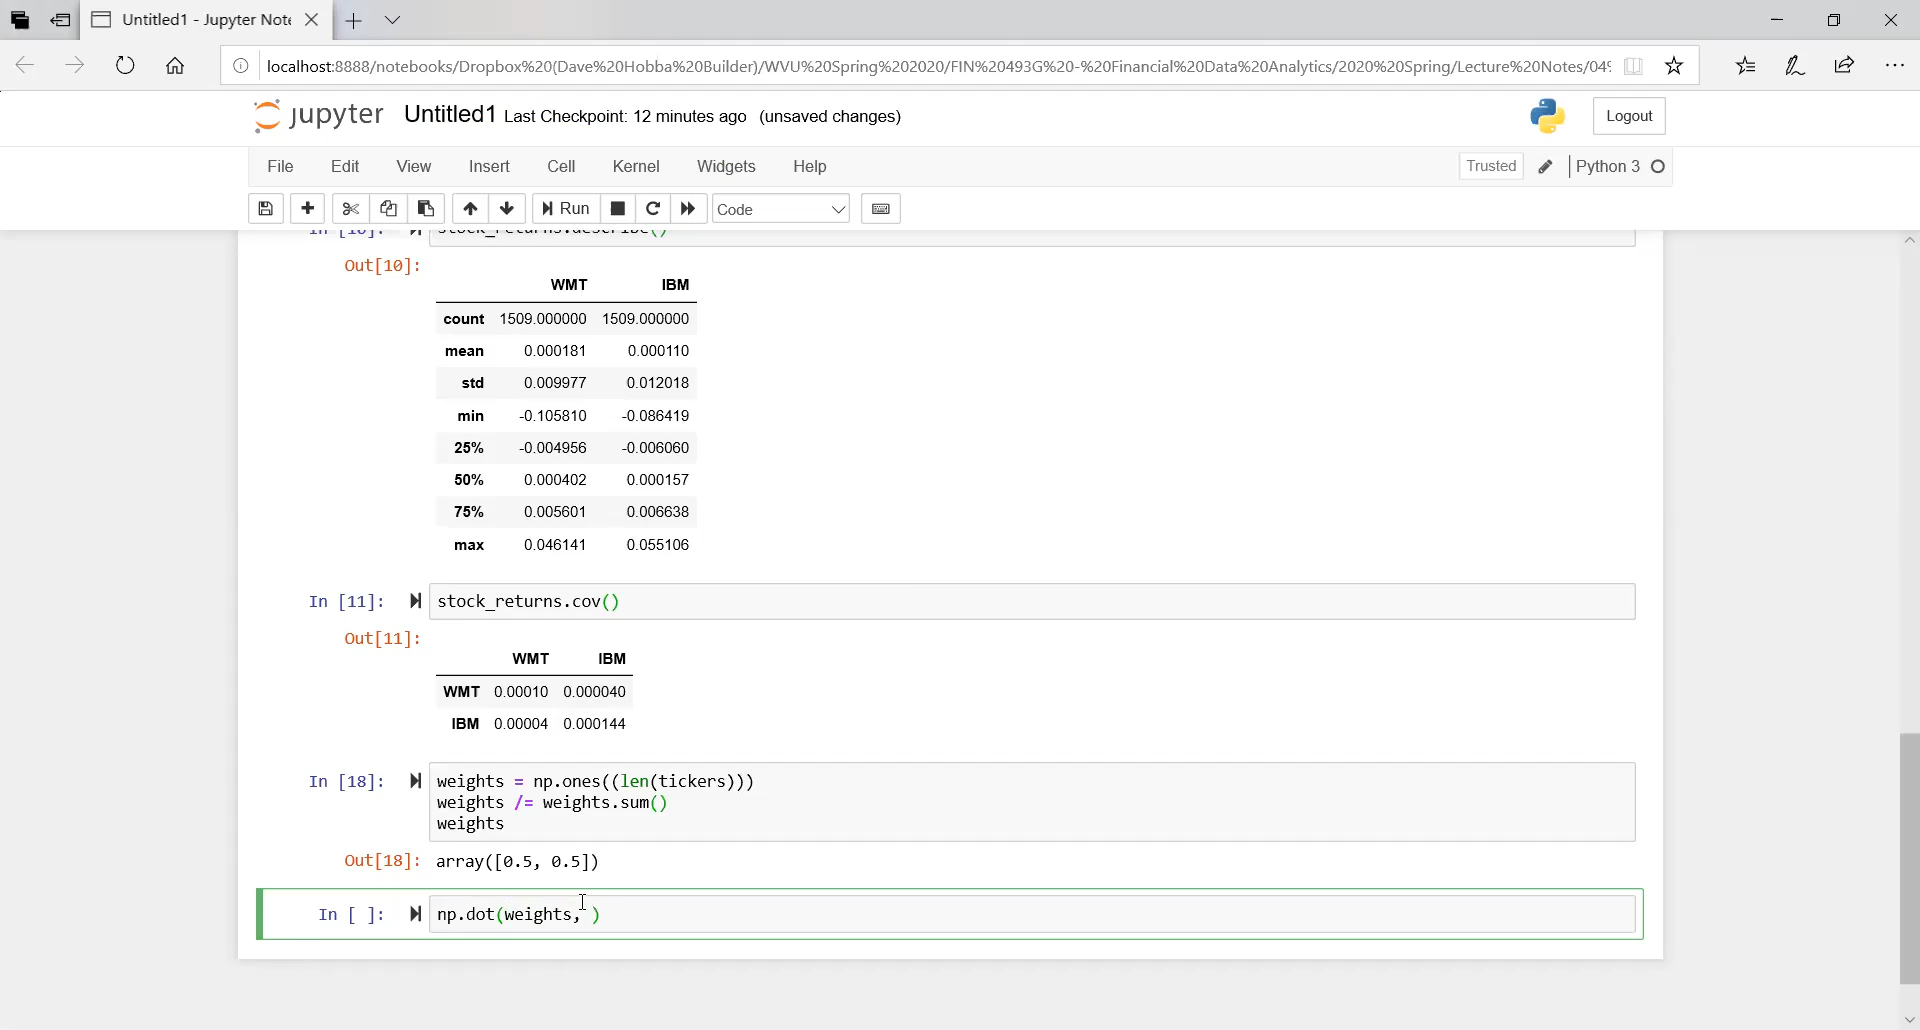 Untitled1 - Jupyter Note
localhost:8888/notebooks/Dropbox%20(Dave%20Hobba%20Builder)/WVU%20Spring%202020/FIN%20493G%20-%20Financial%20Data%20Analytics/2020%20Spring/Lecture%20Notes/04%
jupyter Untitled1 Last Checkpoint: 12 minutes ago (unsaved changes) Logout
File Edit View Insert Cell Kernel Widgets Help Trusted Python 3
Run Code
In [10]: stock_returns.describe()
Out[10]:
WMT IBM
count 1509.000000 1509.000000
mean 0.000181 0.000110
std 0.009977 0.012018
min -0.105810 -0.086419
25% -0.004956 -0.006060
50% 0.000402 0.000157
75% 0.005601 0.006638
max 0.046141 0.055106
In [11]: stock_returns.cov()
Out[11]:
WMT IBM
WMT 0.00010 0.000040
IBM 0.00004 0.000144
In [18]: weights = np.ones((len(tickers)))
weights /= weights.sum()
weights
Out[18]: array([0.5, 0.5])
In [ ]: np.dot(weights, )